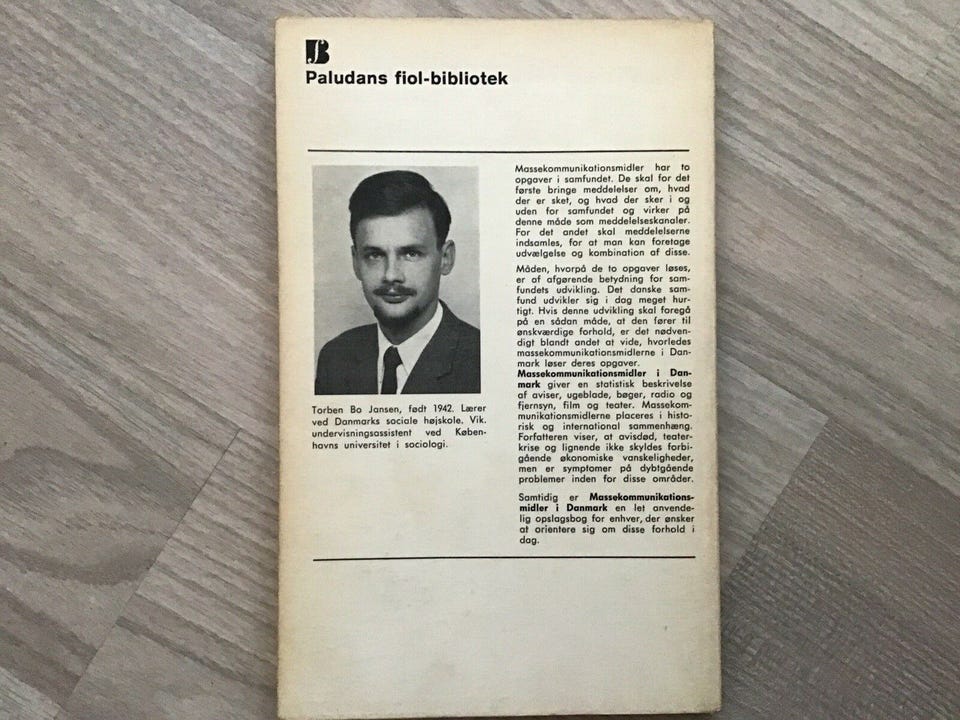 Paludans fiol-bibliotek
Torben Bo Jansen, født 1942. Lærer
ved Danmarks sociale højskole. Vik.
undervisningsassistent ved Køben-
havns universitet i sociologi.
Massekommunikationsmidler har to
opgaver i samfundet. De skal for det
første bringe meddelelser om, hvad
der er sket, og hvad der sker i og
uden for samfundet og virker på
denne måde som meddelelseskanaler.
For det andet skal meddelelserne
indsamles, for at man kan foretage
udvælgelse og kombination af disse.
Måden, hvorpå de to opgaver løses,
er af afgørende betydning for sam-
fundets udvikling. Det danske sam-
fund udvikler sig i dag meget hur-
tigt. Hvis denne udvikling skal foregå
på en sådan måde, at den fører til
ønskværdige forhold, er det nødven-
digt blandt andet at vide, hvorledes
massekommunikationsmidlerne i Dan-
mark løser deres opgaver.
Massekommunikationsmidler i Dan-
mark giver en statistisk beskrivelse
af aviser, ugeblade, bøger, radio og
fjernsyn, film og teater. Massekom-
munikationsmidlerne placeres i histo-
risk og international sammenhæng.
Forfatteren viser, at avisdød, teater-
krise og lignende ikke skyldes forbi-
gående økonomiske vanskeligheder,
men er symptomer på dybtgående
problemer inden for disse områder.
Samtidig er Massekommunikations-
midler i Danmark en let anvende-
lig opslagsbog for enhver, der ønsker
at orientere sig om disse forhold i
dag.